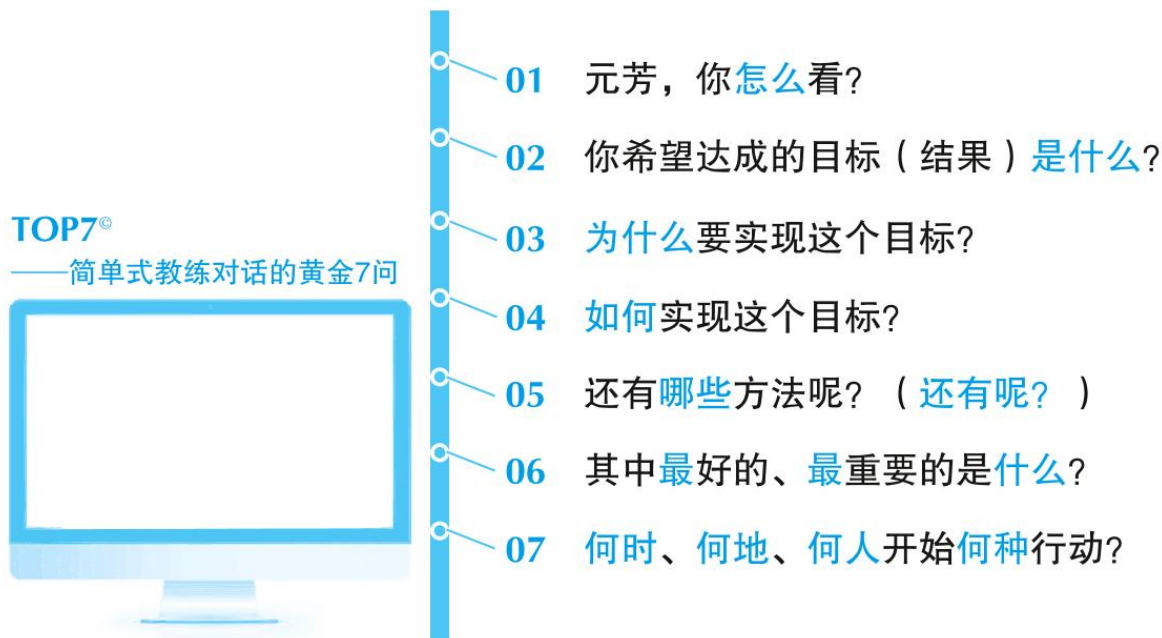 TOP7©
——简单式教练对话的黄金7问
01 元芳，你怎么看？
02 你希望达成的目标（结果）是什么？
03 为什么要实现这个目标？
04 如何实现这个目标？
05 还有哪些方法呢？（还有呢？）
06 其中最好的、最重要的是什么？
07 何时、何地、何人开始何种行动？